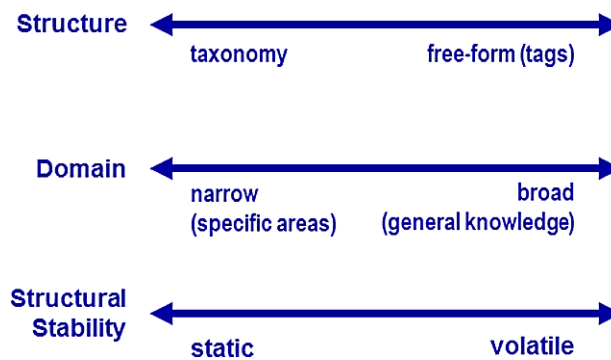 Structure
taxonomy free-form (tags)
Domain
narrow broad
(specific areas) (general knowledge)
Structural
Stability
static volatile